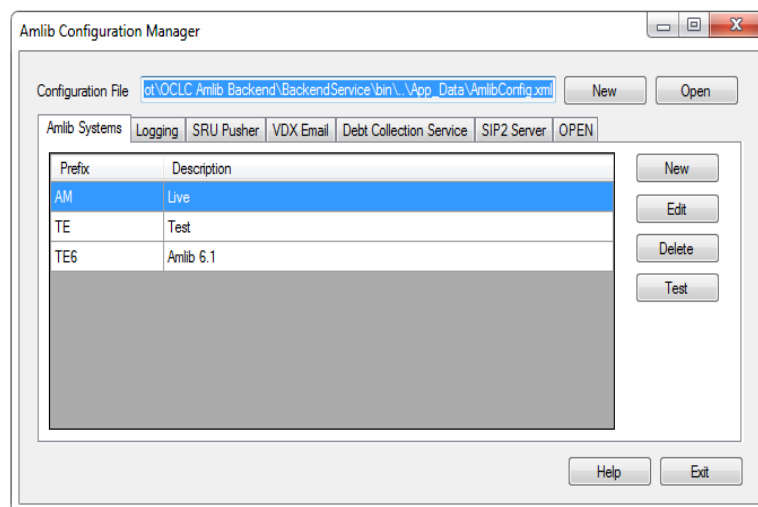 Amlib Configuration Manager
Configuration File ot\OCLC Amlib Backend\BackendService\bin\..\App_Data\AmlibConfig.xml New Open
Amlib Systems Logging SRU Pusher VDX Email Debt Collection Service SIP2 Server OPEN
Prefix Description New
AM Live
Edit
TE Test
Delete
TE6 Amlib 6.1
Test
Help Exit